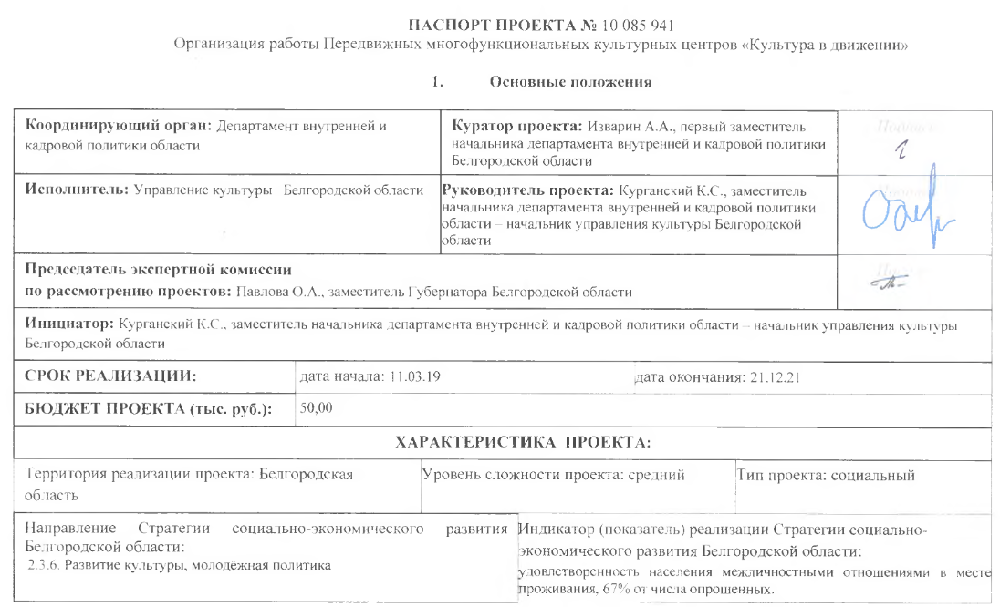 ПАСПОРТ ПРОЕКТА № 10 085 941
Организация работы Передвижных многофункциональных культурных центров «Культура в движении»
1. Основные положения
Координирующий орган: Департамент внутренней и
кадровой политики области
Куратор проекта: Изварин А.А., первый заместитель
начальника департамента внутренней и кадровой политики
Белгородской области
Исполнитель: Управление культуры Белгородской области
Руководитель проекта: Курганский К.С., заместитель
начальника департамента внутренней и кадровой политики
области – начальник управления культуры Белгородской
области
Председатель экспертной комиссии
по рассмотрению проектов: Павлова О.А., заместитель Губернатора Белгородской области
Инициатор: Курганский К.С., заместитель начальника департамента внутренней и кадровой политики области – начальник управления культуры
Белгородской области
СРОК РЕАЛИЗАЦИИ: дата начала: 11.03.19 дата окончания: 21.12.21
БЮДЖЕТ ПРОЕКТА (тыс. руб.): 50,00
ХАРАКТЕРИСТИКА ПРОЕКТА:
Территория реализации проекта: Белгородская
область
Уровень сложности проекта: средний
Тип проекта: социальный
Направление Стратегии социально-экономического развития
Белгородской области:
2.3.6. Развитие культуры, молодёжная политика
Индикатор (показатель) реализации Стратегии социально-
экономического развития Белгородской области:
удовлетворенность населения межличностными отношениями в месте
проживания, 67% от числа опрошенных.